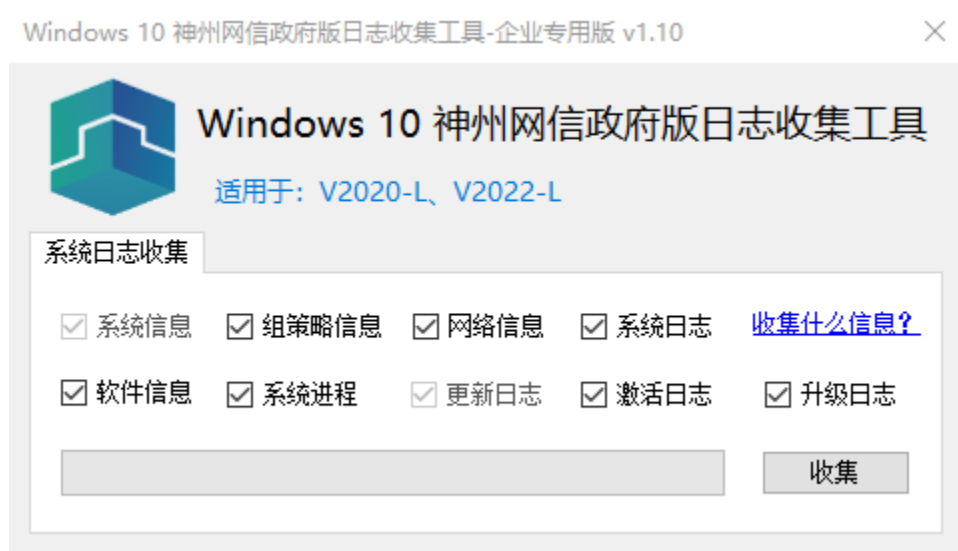 Windows 10 神州网信政府版日志收集工具-企业专用版 v1.10
Windows 10 神州网信政府版日志收集工具
适用于：V2020-L、V2022-L
系统日志收集
系统信息 组策略信息 网络信息 系统日志 收集什么信息？
软件信息 系统进程 更新日志 激活日志 升级日志
收集